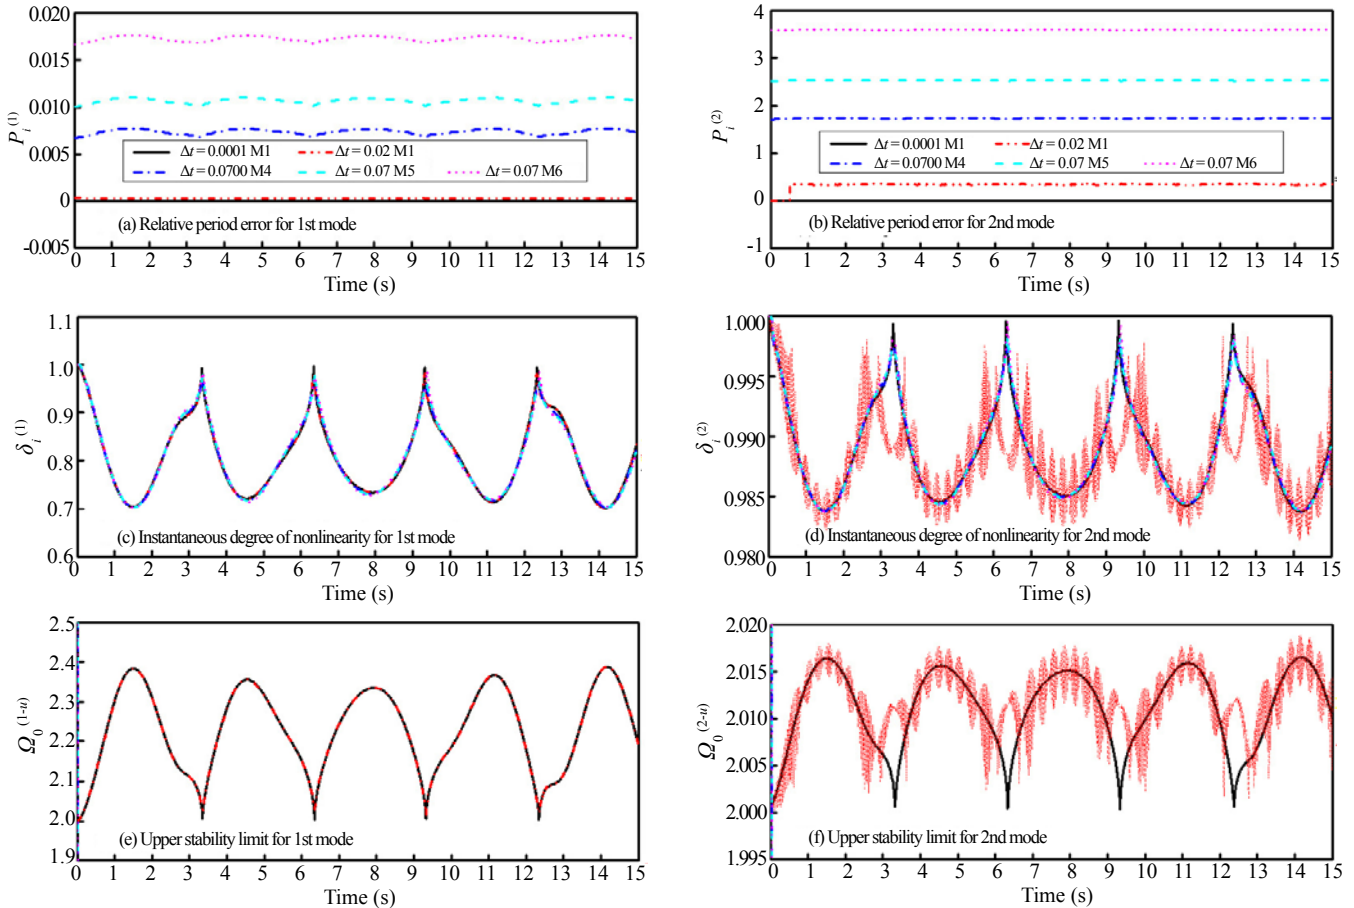 0.020
0.015
0.010
0.005
0
-0.005
P_i^(1)
Δt = 0.0001 M1
Δt = 0.02 M1
Δt = 0.0700 M4
Δt = 0.07 M5
Δt = 0.07 M6
(a) Relative period error for 1st mode
0 1 2 3 4 5 6 7 8 9 10 11 12 13 14 15
Time (s)
5
4
3
2
1
0
-1
P_i^(2)
Δt = 0.0001 M1
Δt = 0.02 M1
Δt = 0.0700 M4
Δt = 0.07 M5
Δt = 0.07 M6
(b) Relative period error for 2nd mode
0 1 2 3 4 5 6 7 8 9 10 11 12 13 14 15
Time (s)
1.1
1.0
0.9
0.8
0.7
0.6
δ_i^(1)
(c) Instantaneous degree of nonlinearity for 1st mode
0 1 2 3 4 5 6 7 8 9 10 11 12 13 14 15
Time (s)
1.000
0.995
0.990
0.985
0.980
δ_i^(2)
(d) Instantaneous degree of nonlinearity for 2nd mode
0 1 2 3 4 5 6 7 8 9 10 11 12 13 14 15
Time (s)
2.5
2.4
2.3
2.2
2.1
2.0
1.9
Ω_0^(1-u)
(e) Upper stability limit for 1st mode
0 1 2 3 4 5 6 7 8 9 10 11 12 13 14 15
Time (s)
2.020
2.015
2.010
2.005
2.000
1.995
Ω_0^(2-u)
(f) Upper stability limit for 2nd mode
0 1 2 3 4 5 6 7 8 9 10 11 12 13 14 15
Time (s)